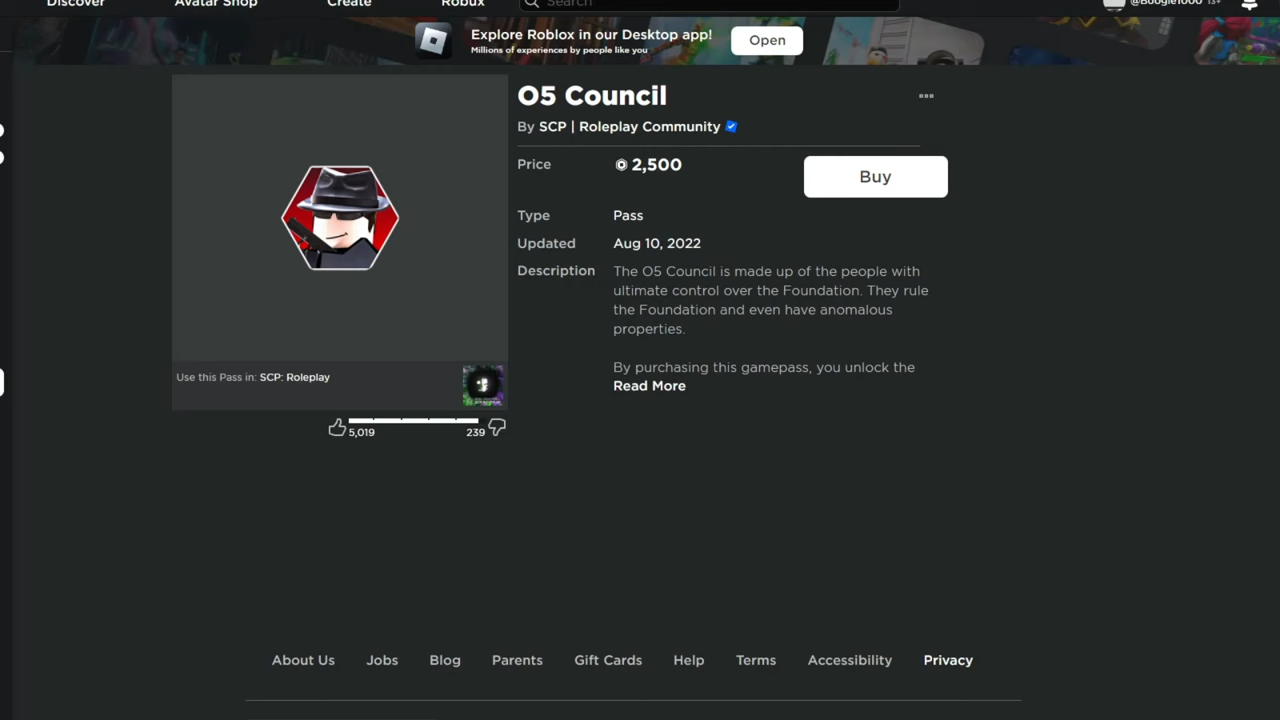 Discover Avatar Shop Create Robux Search @Boogie1000 13+
Explore Roblox in our Desktop app!
Millions of experiences by people like you
Open
O5 Council
By SCP | Roleplay Community
Price 2,500
Buy
Type Pass
Updated Aug 10, 2022
Description The O5 Council is made up of the people with
ultimate control over the Foundation. They rule
the Foundation and even have anomalous
properties.
By purchasing this gamepass, you unlock the
Read More
Use this Pass in: SCP: Roleplay
5,019 239
About Us Jobs Blog Parents Gift Cards Help Terms Accessibility Privacy